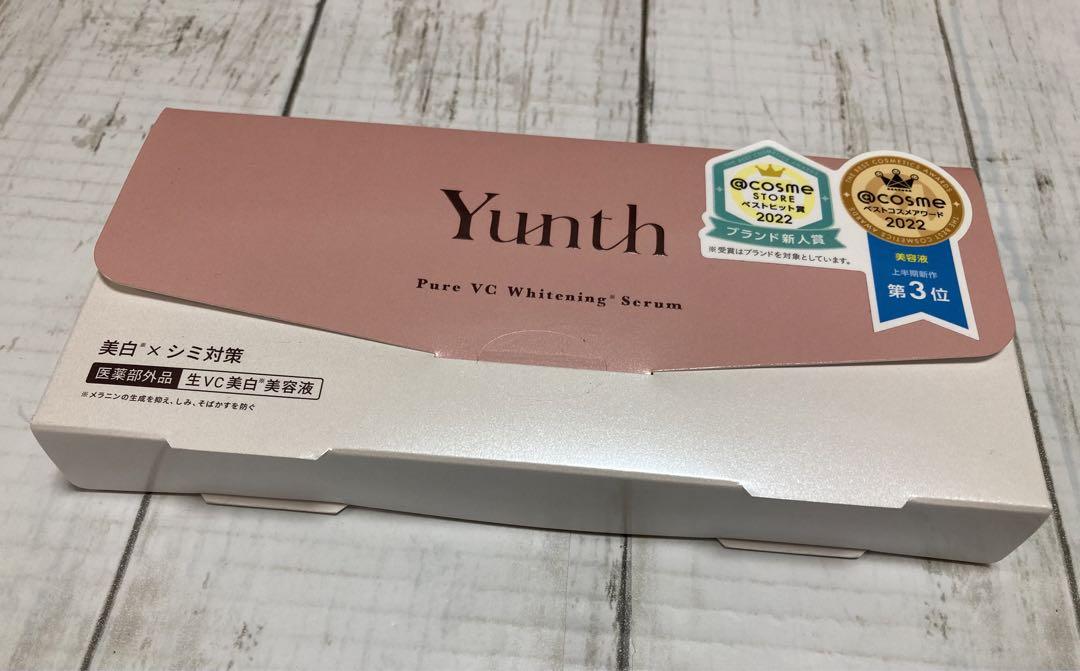 Yunth
Pure VC Whitening※ Serum
@cosme
STORE
ベストヒット賞
2022
ブランド新人賞
※受賞はブランドを対象としています。
THE BEST COSMETICS AWARDS
@cosme
ベストコスメアワード
2022
美容液
上半期新作
第3位
美白※×シミ対策
医薬部外品 生VC美白※美容液
※メラニンの生成を抑え、しみ、そばかすを防ぐ